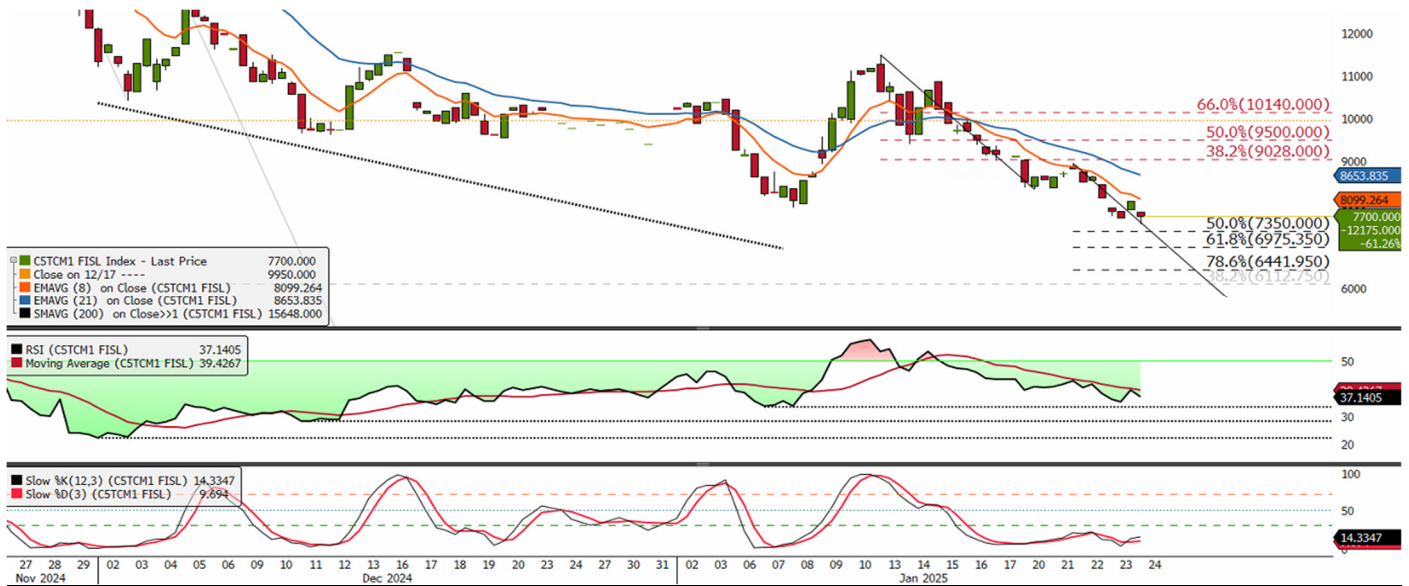 12000
11000
10000
9000
6000
66.0%(10140.000)
50.0%(9500.000)
38.2%(9028.000)
8653.835
8099.264
7700.000
-12175.000
-61.26%
50.0%(7350.000)
61.8%(6975.350)
78.6%(6441.950)
38.2%(6112.750)
C5TCM1 FISL Index - Last Price 7700.000
Close on 12/17 ---- 9950.000
EMAVG (8) on Close (C5TCM1 FISL) 8099.264
EMAVG (21) on Close (C5TCM1 FISL) 8653.835
SMAVG (200) on Close>>1 (C5TCM1 FISL) 15648.000
RSI (C5TCM1 FISL) 37.1405
Moving Average (C5TCM1 FISL) 39.4267
50
37.1405
30
20
Slow %K(12,3) (C5TCM1 FISL) 14.3347
Slow %D(3) (C5TCM1 FISL) 9.694
100
50
14.3347
0
27 28 29 02 03 04 05 06 09 10 11 12 13 16 17 18 19 20 23 24 26 27 30 31 02 03 06 07 08 09 10 13 14 15 16 17 20 21 22 23 24
Nov 2024 Dec 2024 Jan 2025